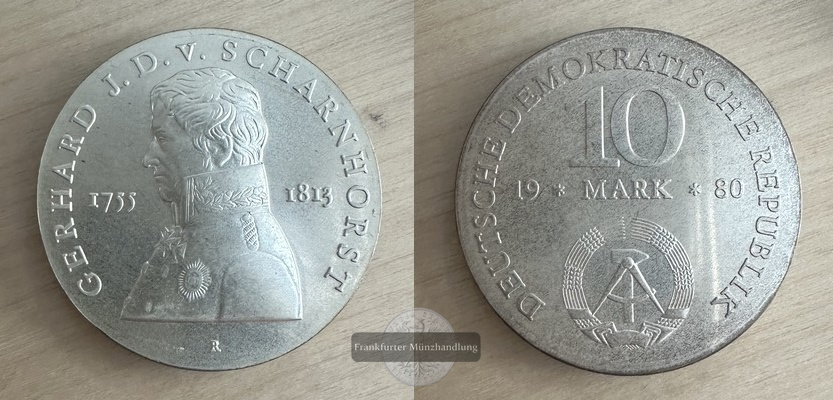 GERHARD J.D.V. SCHARNHORST
1755 1813
R
DEUTSCHE DEMOKRATISCHE REPUBLIK
10
19 * MARK * 80
Frankfurter Münzhandlung